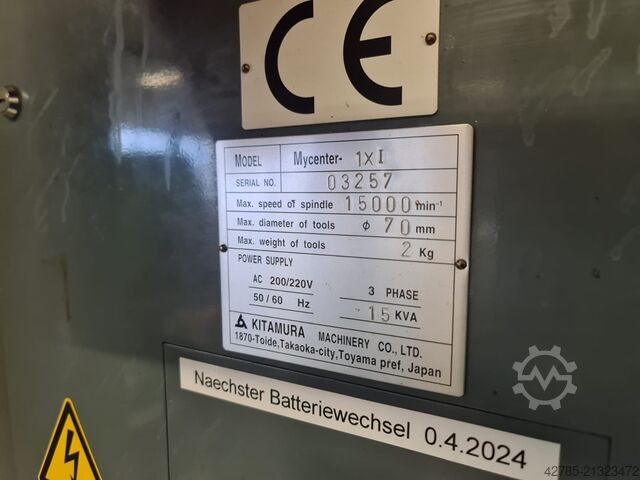 CE
MODEL Mycenter- 1XI
SERIAL NO. 03257
Max. speed of spindle 15000 min⁻¹
Max. diameter of tools φ 70 mm
Max. weight of tools 2 Kg
POWER SUPPLY
AC 200/220V 3 PHASE
50/60 Hz 15 KVA
KITAMURA MACHINERY CO., LTD.
1870-Toide, Takaoka-city, Toyama pref, Japan
Naechster Batteriewechsel 0.4.2024
42785-21323472